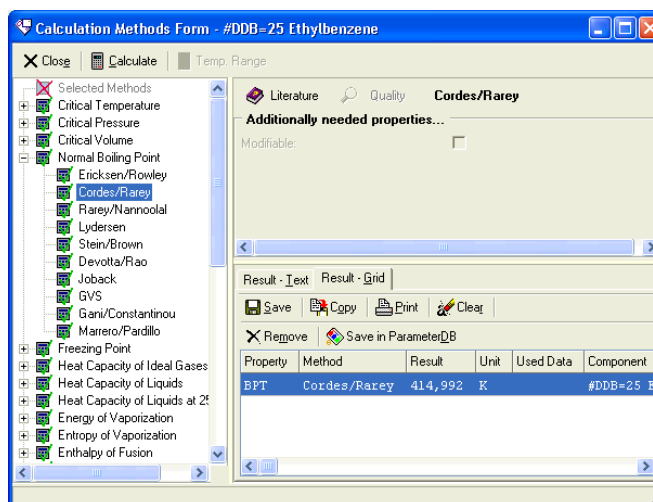 Calculation Methods Form - #DDB=25 Ethylbenzene
Close Calculate Temp. Range
Selected Methods
Critical Temperature
Critical Pressure
Critical Volume
Normal Boiling Point
Ericksen/Rowley
Cordes/Rarey
Rarey/Nannoolal
Lydersen
Stein/Brown
Devotta/Rao
Joback
GVS
Gani/Constantinou
Marrero/Pardillo
Freezing Point
Heat Capacity of Ideal Gases
Heat Capacity of Liquids
Heat Capacity of Liquids at 25
Energy of Vaporization
Entropy of Vaporization
Enthalpy of Fusion
Literature Quality Cordes/Rarey
Additionally needed properties...
Modifiable:
Result - Text Result - Grid
Save Copy Print Clear
Remove Save in ParameterDB
Property Method Result Unit Used Data Component
BPT Cordes/Rarey 414,992 K #DDB=25 E